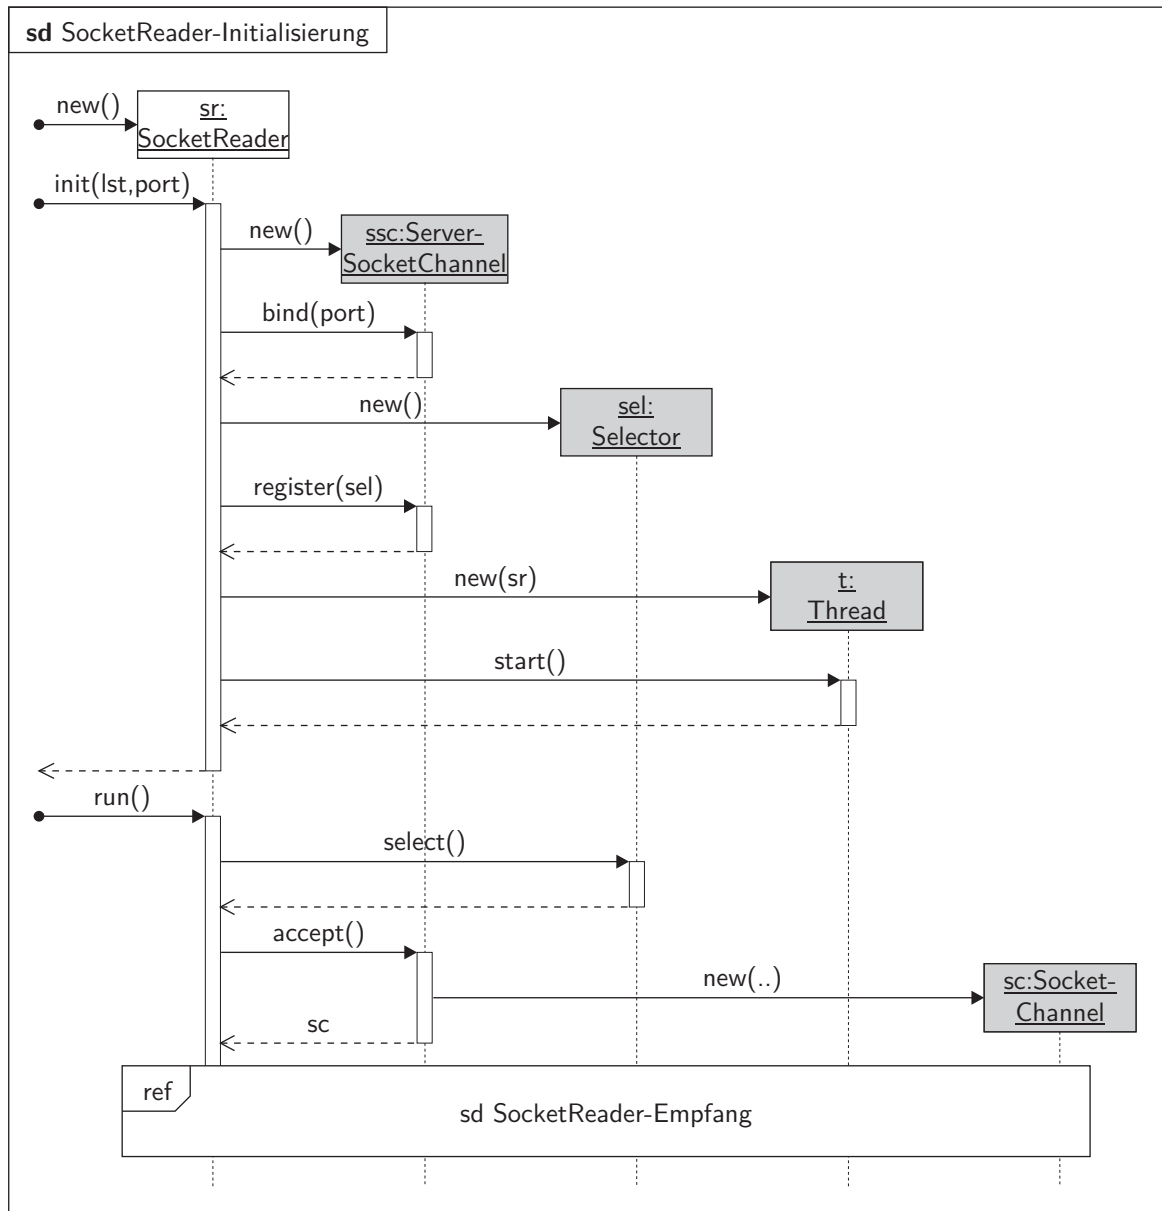 sd SocketReader-Initialisierung
new()
sr:
SocketReader
init(lst,port)
new()
ssc:Server-
SocketChannel
bind(port)
new()
sel:
Selector
register(sel)
new(sr)
t:
Thread
start()
run()
select()
accept()
new(..)
sc:Socket-
Channel
sc
ref
sd SocketReader-Empfang